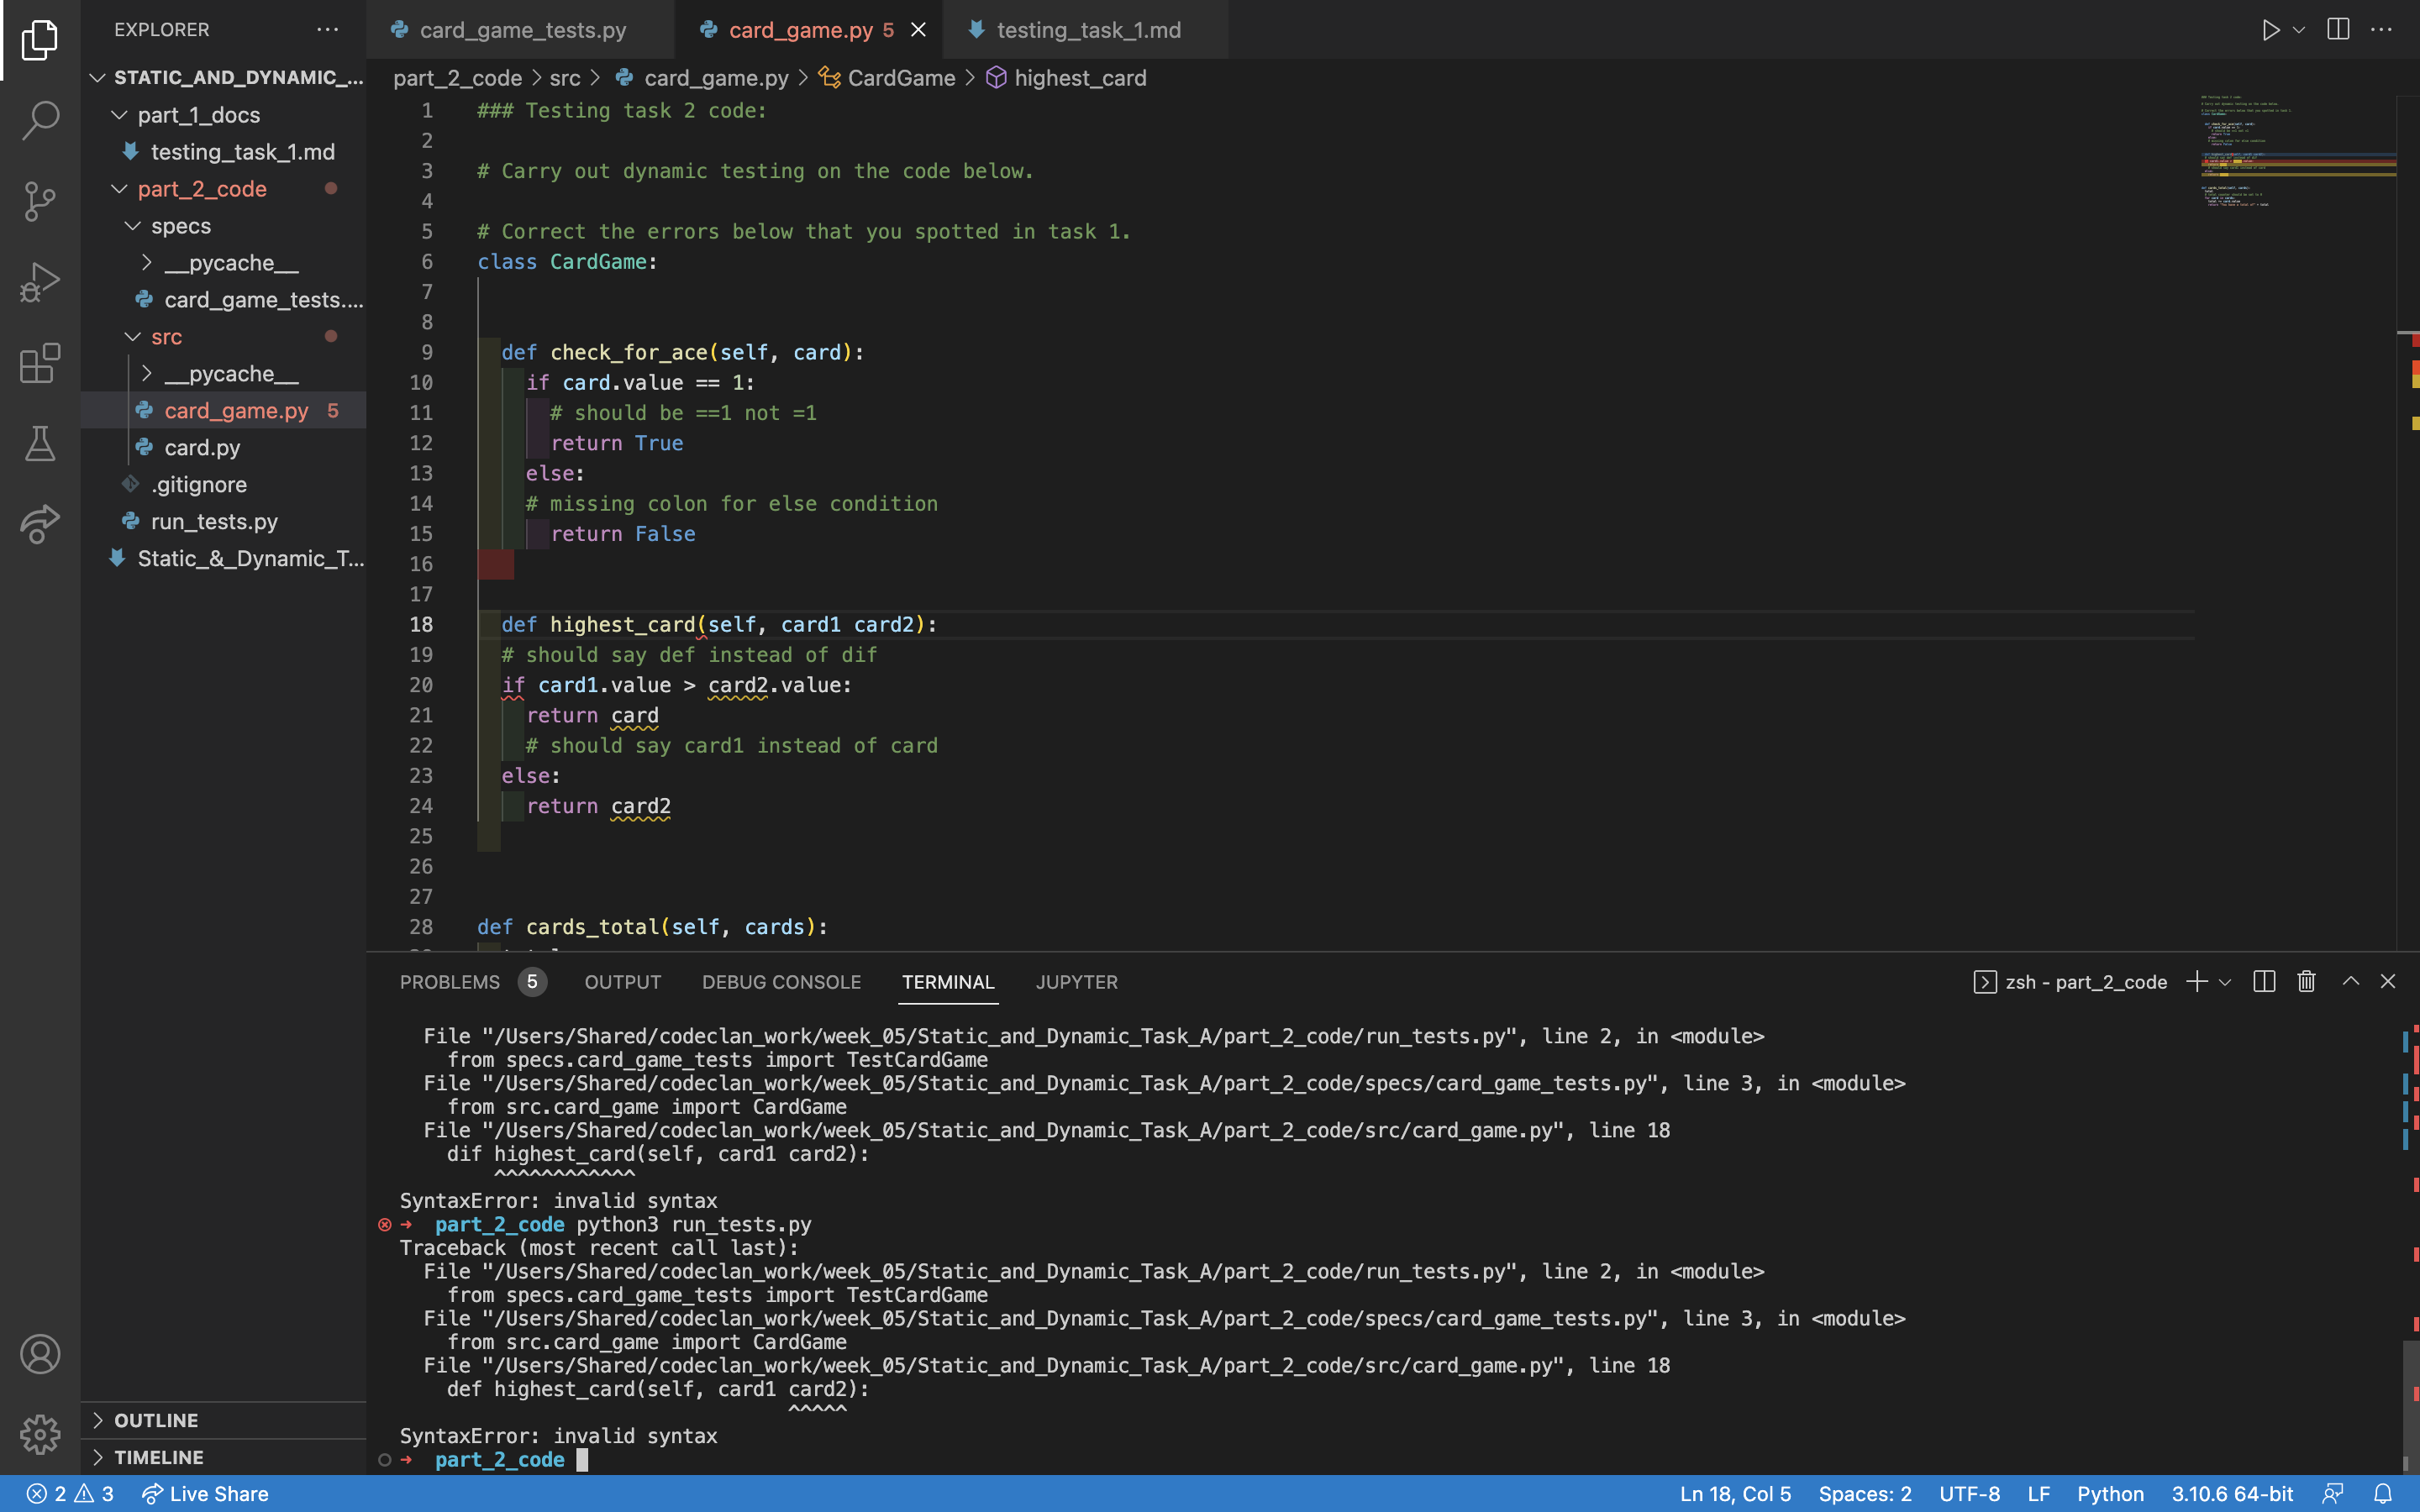 EXPLORER
card_game_tests.py
card_game.py 5
testing_task_1.md
STATIC_AND_DYNAMIC_...
part_1_docs
testing_task_1.md
part_2_code
specs
__pycache__
card_game_tests....
src
__pycache__
card_game.py 5
card.py
.gitignore
run_tests.py
Static_&_Dynamic_T...
OUTLINE
TIMELINE
part_2_code > src > card_game.py > CardGame > highest_card
1 ### Testing task 2 code:
2
3 # Carry out dynamic testing on the code below.
4
5 # Correct the errors below that you spotted in task 1.
6 class CardGame:
7
8
9 def check_for_ace(self, card):
10 if card.value == 1:
11 # should be ==1 not =1
12 return True
13 else:
14 # missing colon for else condition
15 return False
16
17
18 def highest_card(self, card1 card2):
19 # should say def instead of dif
20 if card1.value > card2.value:
21 return card
22 # should say card1 instead of card
23 else:
24 return card2
25
26
27
28 def cards_total(self, cards):
PROBLEMS 5 OUTPUT DEBUG CONSOLE TERMINAL JUPYTER
zsh - part_2_code
File "/Users/Shared/codeclan_work/week_05/Static_and_Dynamic_Task_A/part_2_code/run_tests.py", line 2, in <module>
from specs.card_game_tests import TestCardGame
File "/Users/Shared/codeclan_work/week_05/Static_and_Dynamic_Task_A/part_2_code/specs/card_game_tests.py", line 3, in <module>
from src.card_game import CardGame
File "/Users/Shared/codeclan_work/week_05/Static_and_Dynamic_Task_A/part_2_code/src/card_game.py", line 18
dif highest_card(self, card1 card2):
^^^^^^^^^^^^
SyntaxError: invalid syntax
➜ part_2_code python3 run_tests.py
Traceback (most recent call last):
File "/Users/Shared/codeclan_work/week_05/Static_and_Dynamic_Task_A/part_2_code/run_tests.py", line 2, in <module>
from specs.card_game_tests import TestCardGame
File "/Users/Shared/codeclan_work/week_05/Static_and_Dynamic_Task_A/part_2_code/specs/card_game_tests.py", line 3, in <module>
from src.card_game import CardGame
File "/Users/Shared/codeclan_work/week_05/Static_and_Dynamic_Task_A/part_2_code/src/card_game.py", line 18
def highest_card(self, card1 card2):
^^^^^
SyntaxError: invalid syntax
➜ part_2_code
2 3 Live Share
Ln 18, Col 5 Spaces: 2 UTF-8 LF Python 3.10.6 64-bit